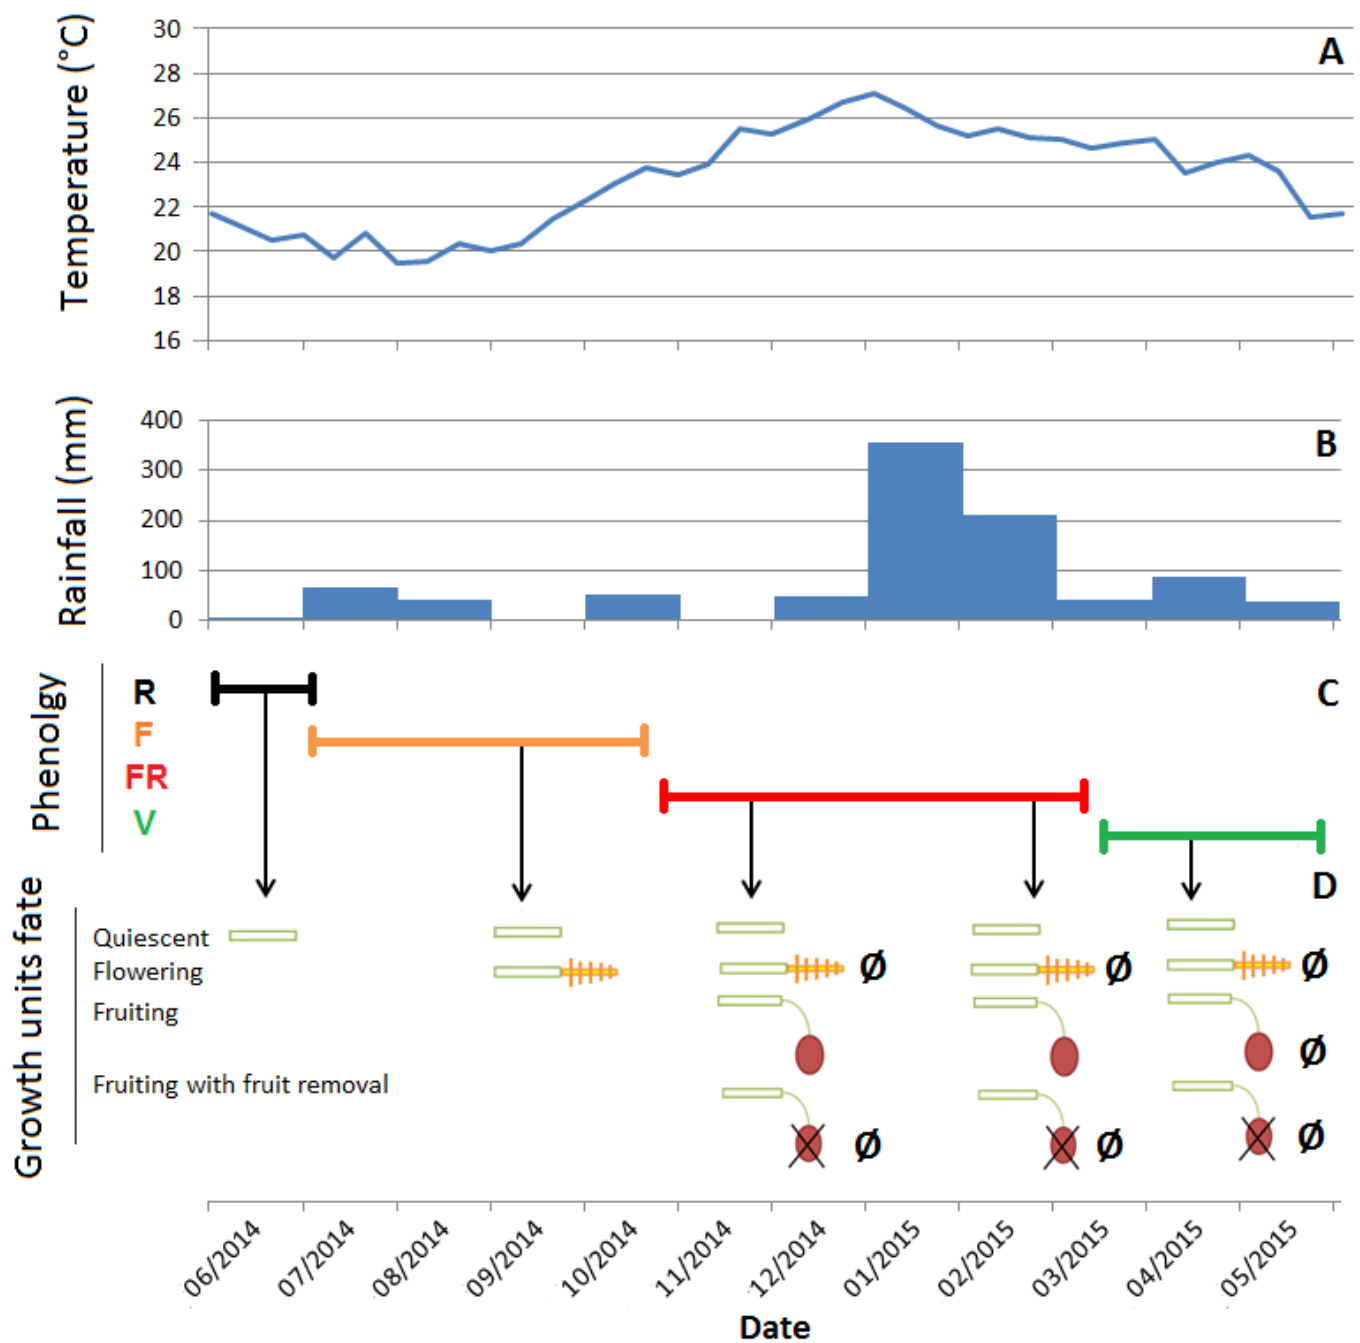 A
Temperature (°C)
30
28
26
24
22
20
18
16
B
Rainfall (mm)
400
300
200
100
0
C
Phenolgy
R
F
FR
V
D
Growth units fate
Quiescent
Flowering
Ø Ø Ø
Fruiting
Ø
Fruiting with fruit removal
Ø Ø Ø
06/2014 07/2014 08/2014 09/2014 10/2014 11/2014 12/2014 01/2015 02/2015 03/2015 04/2015 05/2015
Date